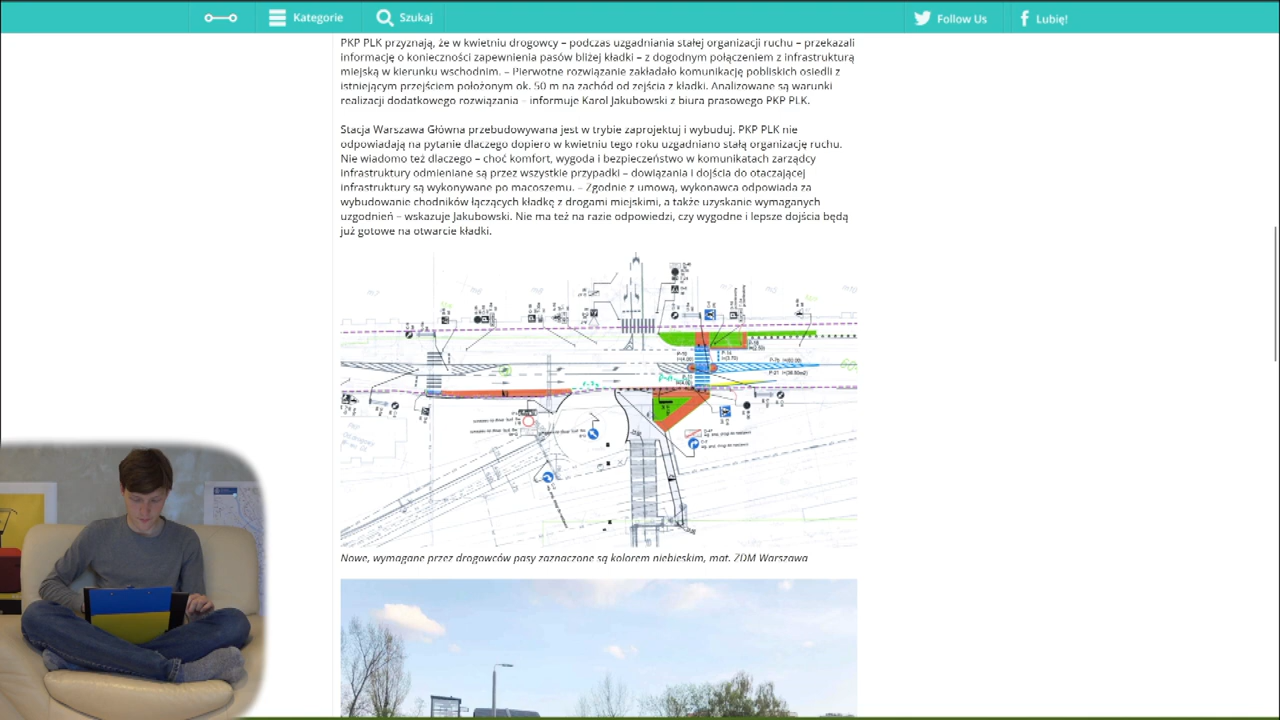 Kategorie
Szukaj
Follow Us
Lubię!
PKP PLK przyznają, że w kwietniu drogowcy – podczas uzgadniania stałej organizacji ruchu – przekazali
informację o konieczności zapewnienia pasów bliżej kładki – z dogodnym połączeniem z infrastrukturą
miejską w kierunku wschodnim. – Pierwotne rozwiązanie zakładało komunikację pobliskich osiedli z
istniejącym przejściem położonym ok. 50 m na zachód od zejścia z kładki. Analizowane są warunki
realizacji dodatkowego rozwiązania – informuje Karol Jakubowski z biura prasowego PKP PLK.
Stacja Warszawa Główna przebudowywana jest w trybie zaprojektuj i wybuduj. PKP PLK nie
odpowiadają na pytanie dlaczego dopiero w kwietniu tego roku uzgadniano stałą organizację ruchu.
Nie wiadomo też dlaczego – choć komfort, wygoda i bezpieczeństwo w komunikatach zarządcy
infrastruktury odmieniane są przez wszystkie przypadki – dowiązania i dojścia do otaczającej
infrastruktury są wykonywane po macoszemu. – Zgodnie z umową, wykonawca odpowiada za
wybudowanie chodników łączących kładkę z drogami miejskimi, a także uzyskanie wymaganych
uzgodnień – wskazuje Jakubowski. Nie ma też na razie odpowiedzi, czy wygodne i lepsze dojścia będą
już gotowe na otwarcie kładki.
Nowe, wymagane przez drogowców pasy zaznaczone są kolorem niebieskim, mat. ZDM Warszawa